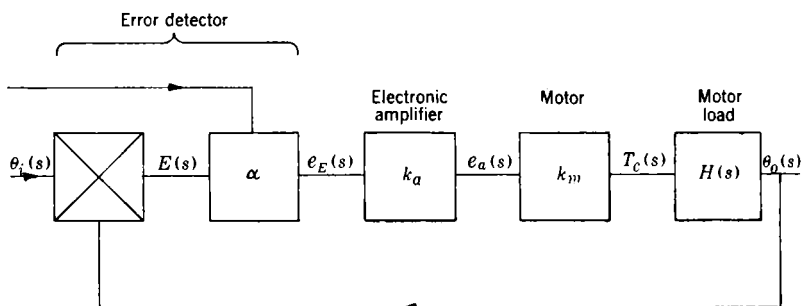 Error detector
Electronic
amplifier
Motor
Motor
load
θi(s)
E(s)
α
eE(s)
ka
ea(s)
km
Tc(s)
H(s)
θo(s)